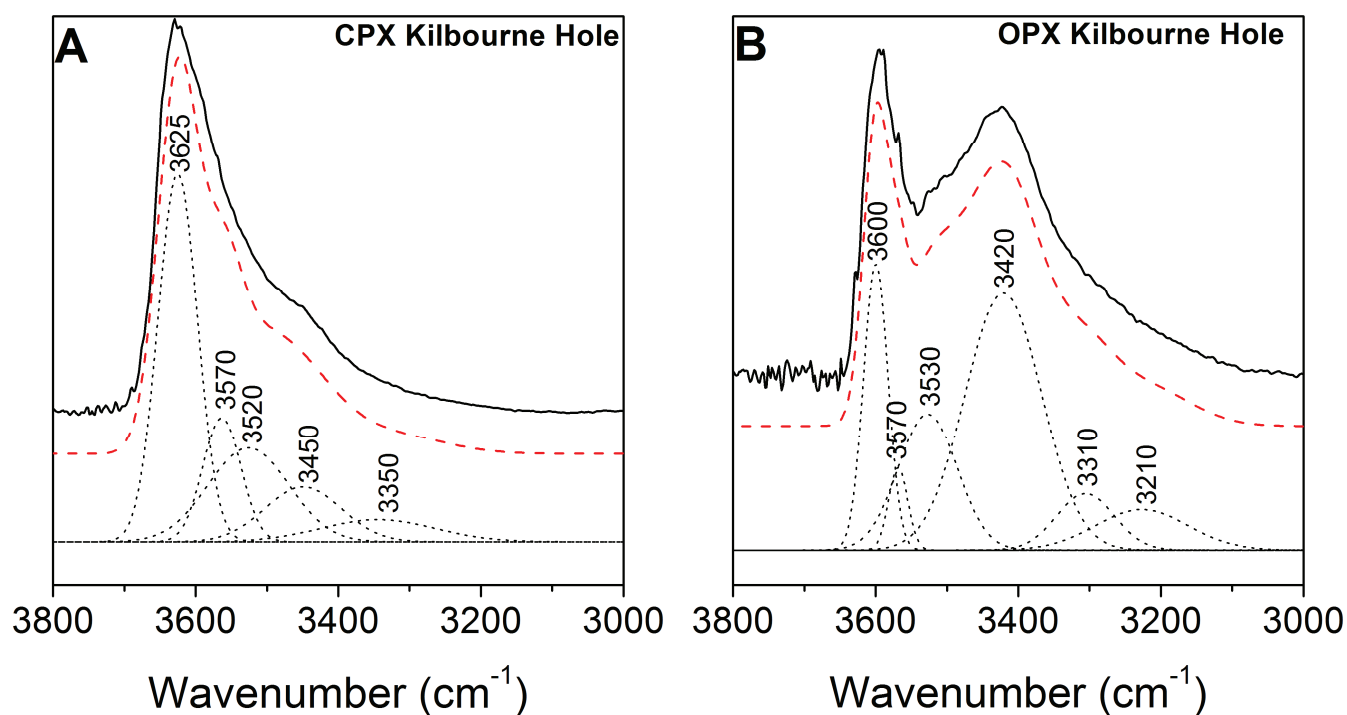 A
CPX Kilbourne Hole
3625
3570
3520
3450
3350
3800 3600 3400 3200 3000
Wavenumber (cm-1)
B
OPX Kilbourne Hole
3600
3570
3530
3420
3310
3210
3800 3600 3400 3200 3000
Wavenumber (cm-1)